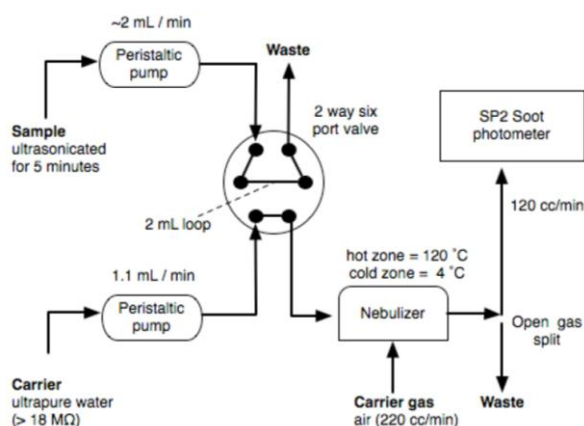 ~2 mL / min
Peristaltic
pump
Waste
2 way six
port valve
SP2 Soot
photometer
Sample
ultrasonicated
for 5 minutes
2 mL loop
120 cc/min
1.1 mL / min
hot zone = 120 ˚C
cold zone = 4 ˚C
Peristaltic
pump
Nebulizer
Open gas
split
Carrier
ultrapure water
(> 18 MΩ)
Carrier gas
air (220 cc/min)
Waste